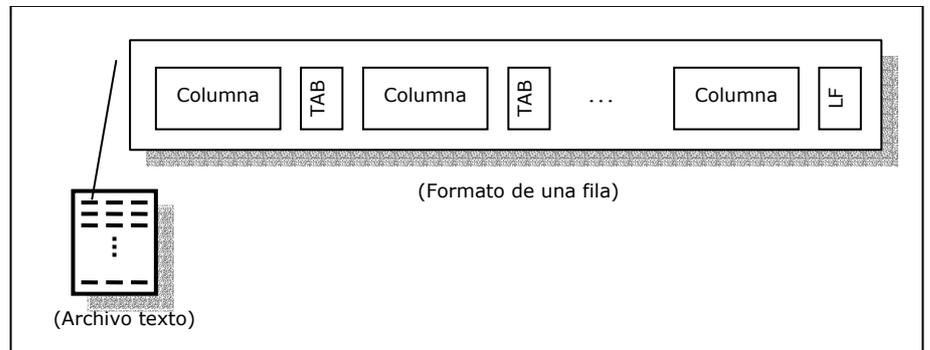 Columna TAB Columna TAB ... Columna LF
(Formato de una fila)
(Archivo texto)